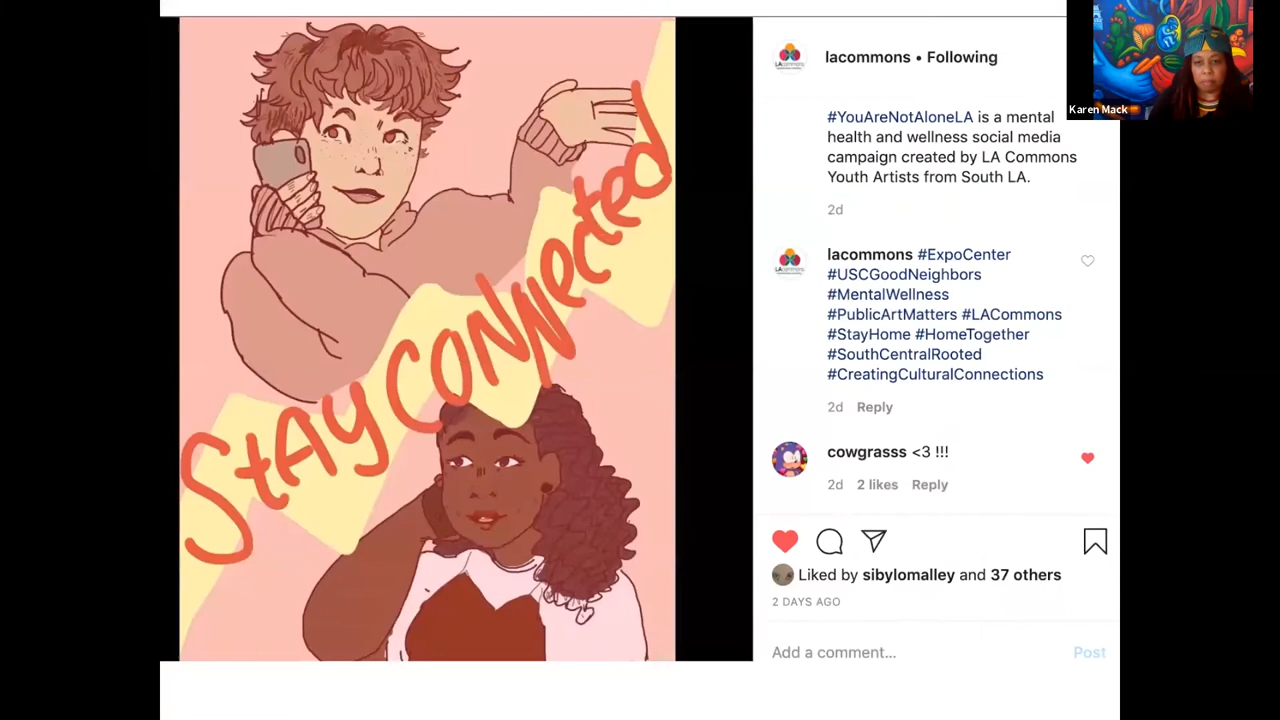 Stay Connected
lacommons • Following
#YouAreNotAloneLA is a mental
health and wellness social media
campaign created by LA Commons
Youth Artists from South LA.
2d
lacommons #ExpoCenter
#USCGoodNeighbors
#MentalWellness
#PublicArtMatters #LACommons
#StayHome #HomeTogether
#SouthCentralRooted
#CreatingCulturalConnections
2d Reply
cowgrasss <3 !!!
2d 2 likes Reply
Liked by sibylomalley and 37 others
2 DAYS AGO
Add a comment...
Post
Karen Mack